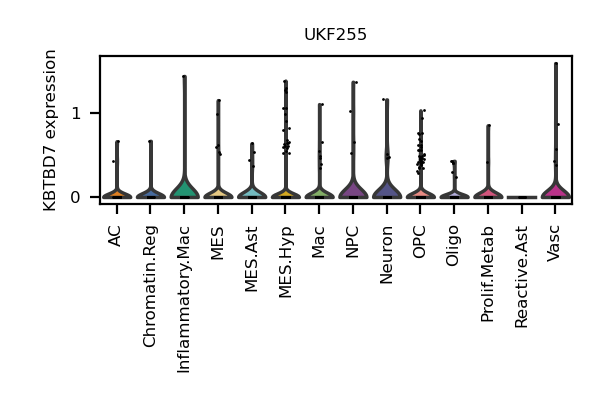 UKF255
KBTBD7 expression
1
0
AC
Chromatin.Reg
Inflammatory.Mac
MES
MES.Ast
MES.Hyp
Mac
NPC
Neuron
OPC
Oligo
Prolif.Metab
Reactive.Ast
Vasc